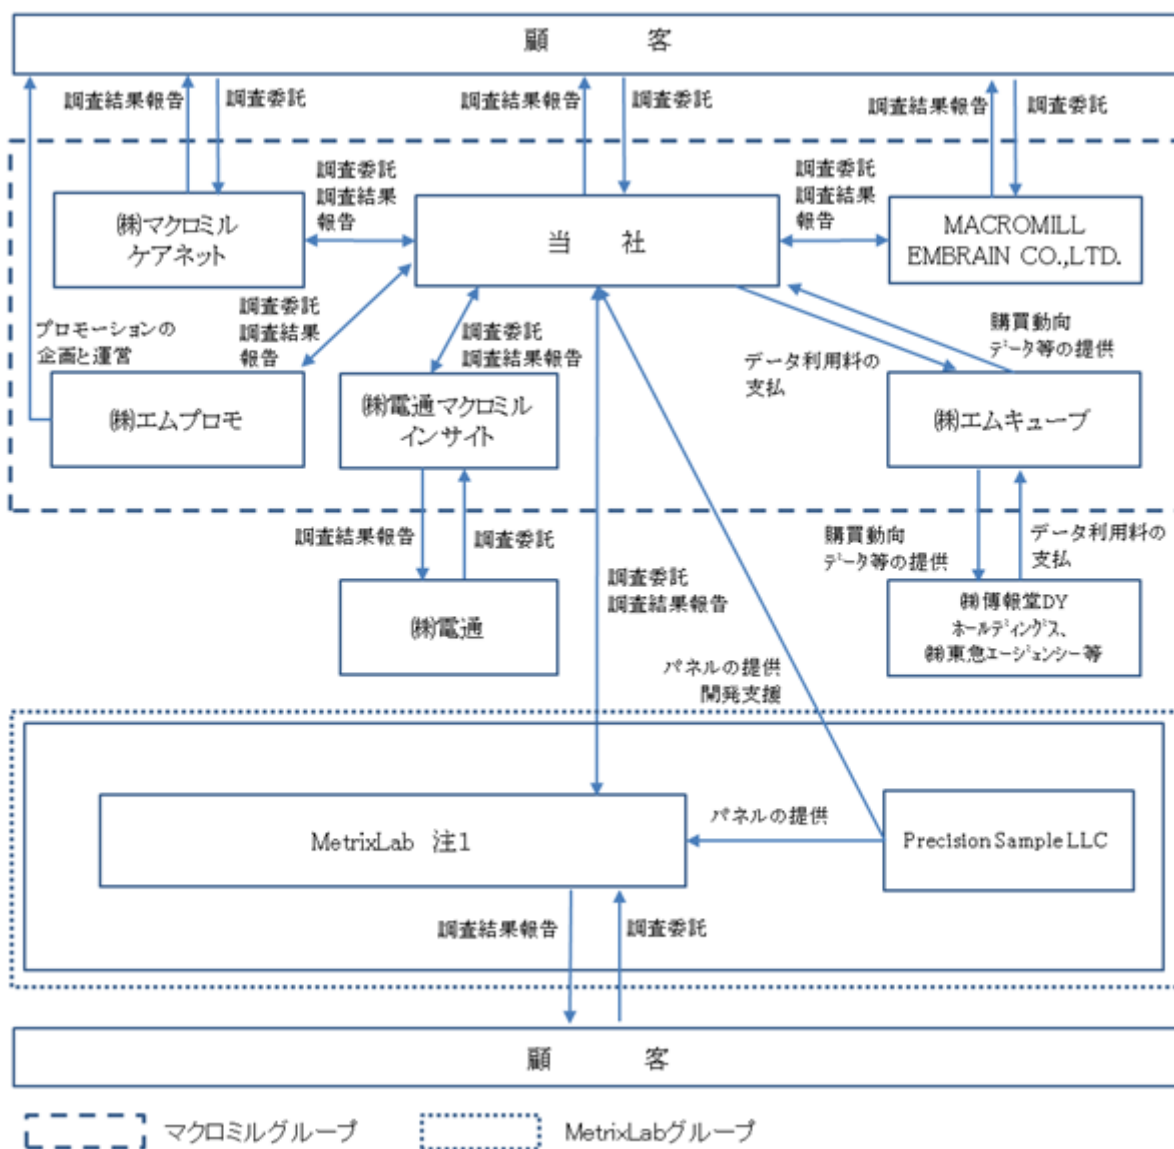 顧　客
調査結果報告
調査委託
調査結果報告
調査委託
調査結果報告
調査委託
㈱マクロミル
ケアネット
調査委託
調査結果
報告
当　社
調査委託
調査結果
報告
MACROMILL
EMBRAIN CO.,LTD.
プロモーションの
企画と運営
調査委託
調査結果
報告
調査委託
調査結果報告
データ利用料の
支払
購買動向
データ等の提供
㈱エムプロモ
㈱電通マクロミル
インサイト
㈱エムキューブ
調査結果報告
調査委託
購買動向
データ等の提供
データ利用料の
支払
㈱電通
調査委託
調査結果報告
㈱博報堂DY
ホールディングス、
㈱東急エージェンシー等
パネルの提供
開発支援
MetrixLab 注1
パネルの提供
Precision Sample LLC
調査結果報告
調査委託
顧　客
マクロミルグループ
MetrixLabグループ